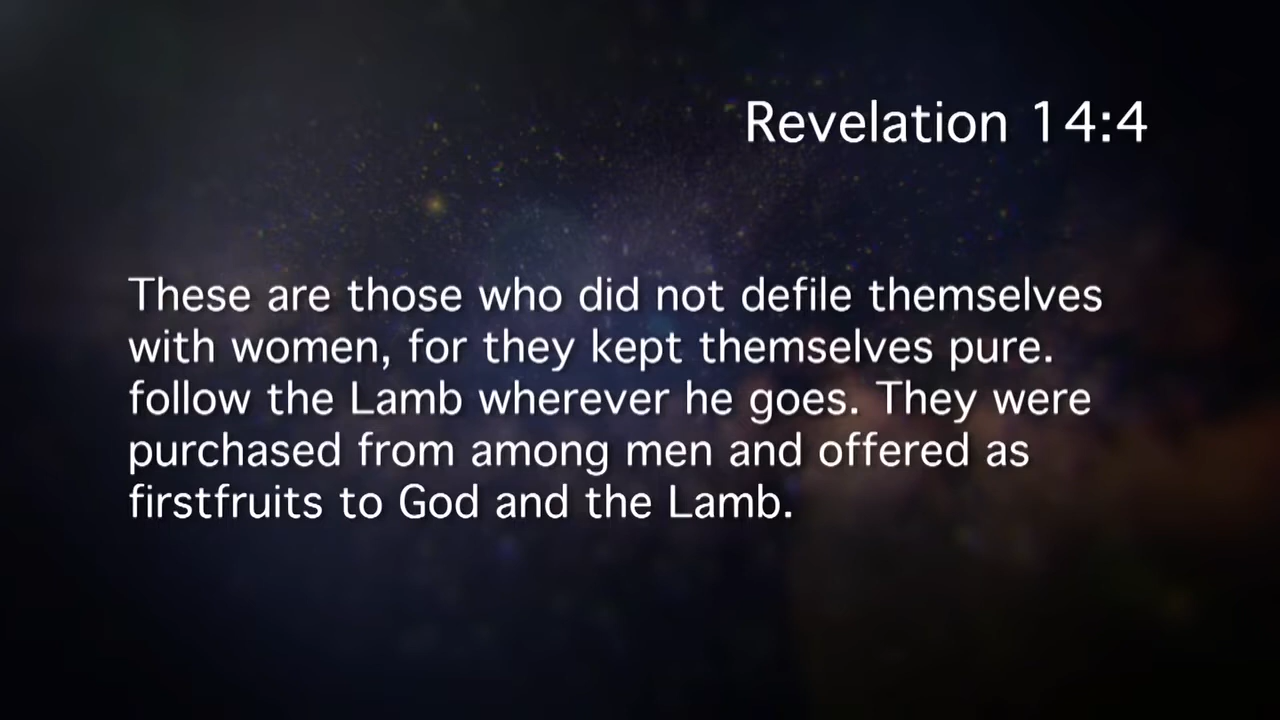 Revelation 14:4
These are those who did not defile themselves
with women, for they kept themselves pure.
follow the Lamb wherever he goes. They were
purchased from among men and offered as
firstfruits to God and the Lamb.